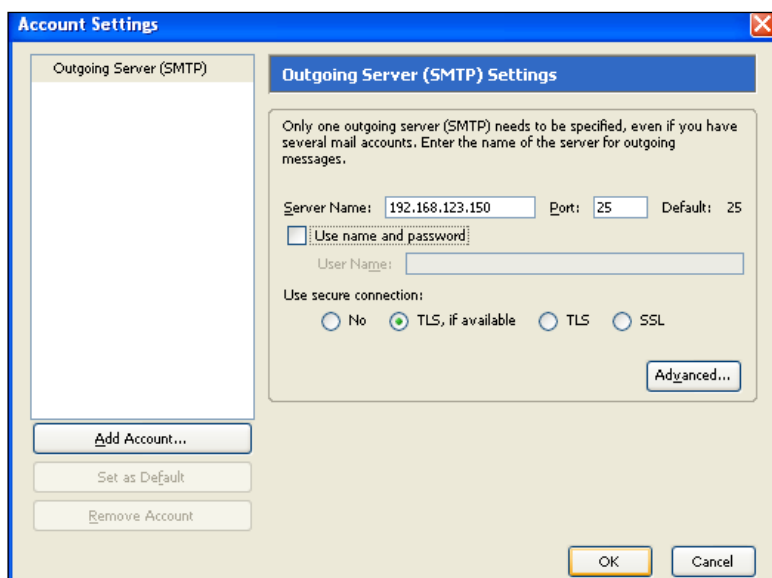 Account Settings
Outgoing Server (SMTP)
Outgoing Server (SMTP) Settings
Only one outgoing server (SMTP) needs to be specified, even if you have
several mail accounts. Enter the name of the server for outgoing
messages.
Server Name: 192.168.123.150 Port: 25 Default: 25
Use name and password
User Name:
Use secure connection:
No TLS, if available TLS SSL
Advanced...
Add Account...
Set as Default
Remove Account
OK Cancel